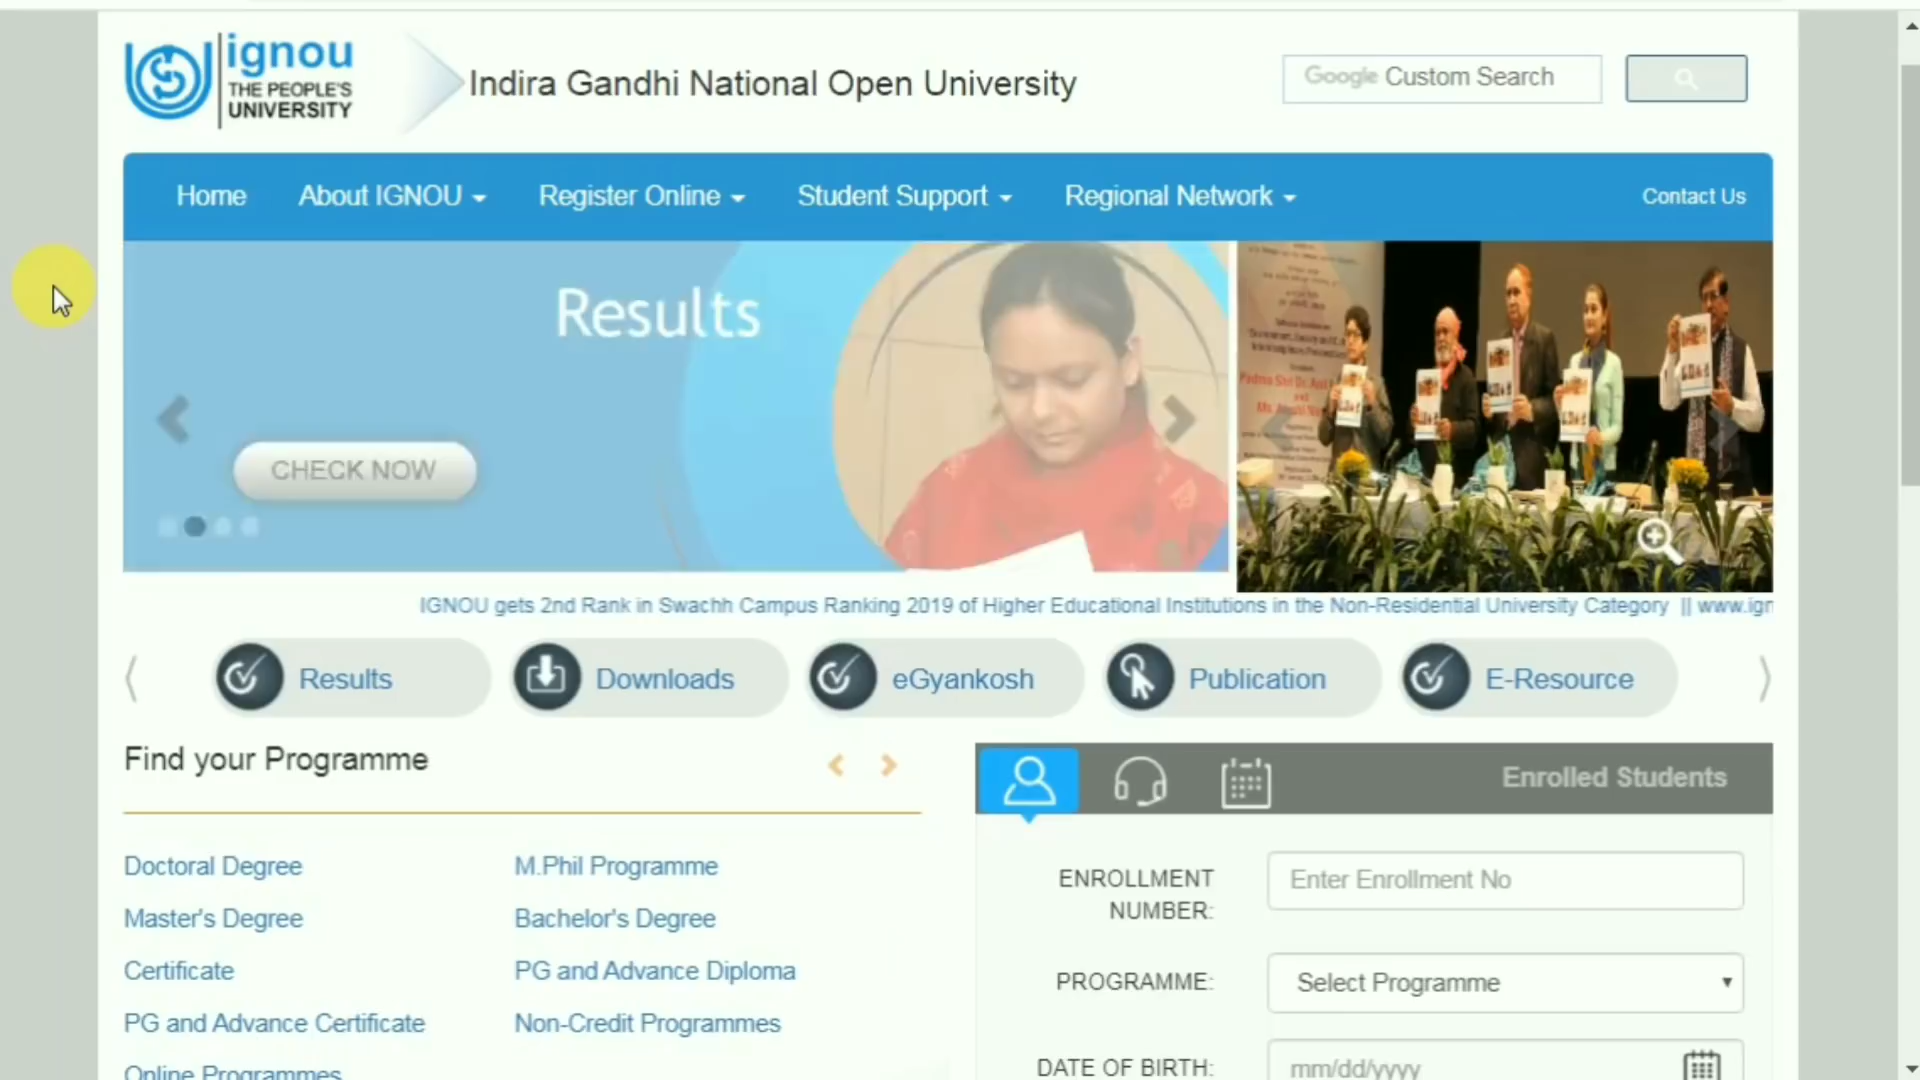 ignou
THE PEOPLE'S
UNIVERSITY
Indira Gandhi National Open University
Google Custom Search
Home
About IGNOU
Register Online
Student Support
Regional Network
Contact Us
Results
CHECK NOW
IGNOU gets 2nd Rank in Swachh Campus Ranking 2019 of Higher Educational Institutions in the Non-Residential University Category || www.ign
Results
Downloads
eGyankosh
Publication
E-Resource
Find your Programme
Doctoral Degree
M.Phil Programme
Master's Degree
Bachelor's Degree
Certificate
PG and Advance Diploma
PG and Advance Certificate
Non-Credit Programmes
Online Programmes
Enrolled Students
ENROLLMENT
NUMBER:
Enter Enrollment No
PROGRAMME:
Select Programme
DATE OF BIRTH:
mm/dd/yyyy